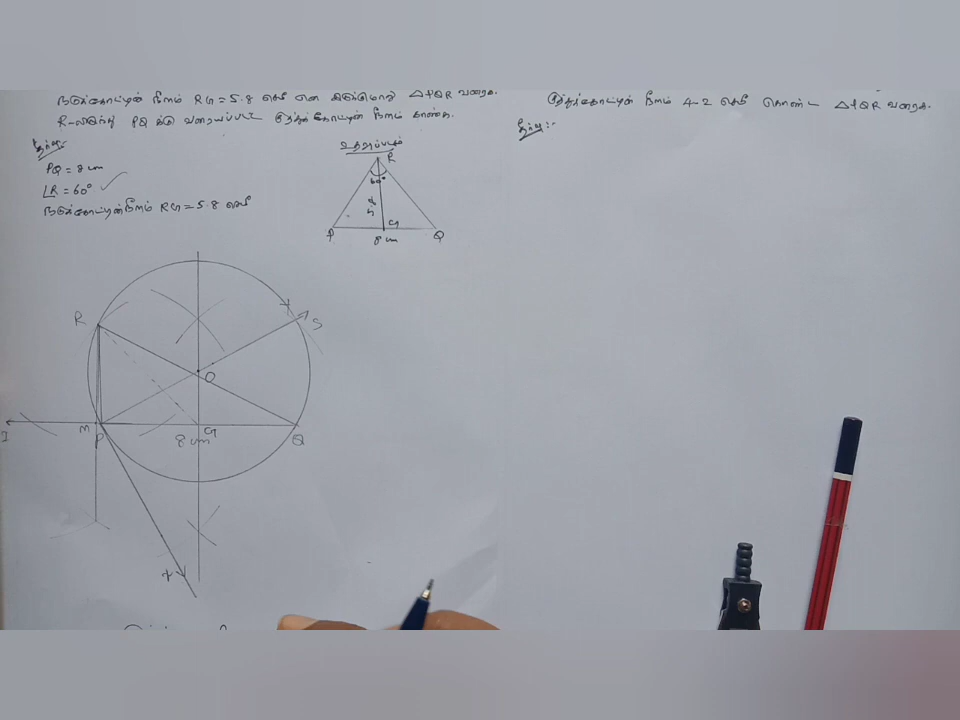 நடுக்கோட்டின் நீளம் RG = 5.8 செமீ என இருக்குமாறு △PQR வரைக.
R-லிருந்து PQ க்கு வரையப்பட்ட குத்துக்கோட்டின் நீளம் காண்க.
தீர்வு:
PQ = 8 cm
∠R = 60°
நடுக்கோட்டின் நீளம் RG = 5.8 செமீ
உதவிப்படம்
R
60°
5.8
G
P
8 cm
Q
R
S
O
I
M
P
G
8 cm
Q
குத்துக்கோட்டின் நீளம் 4.2 செமீ கொண்ட △PQR வரைக.
தீர்வு:-